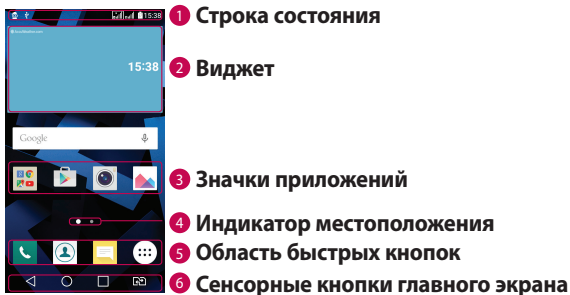 15:38
1 Строка состояния
15:38
2 Виджет
Google
3 Значки приложений
4 Индикатор местоположения
5 Область быстрых кнопок
6 Сенсорные кнопки главного экрана